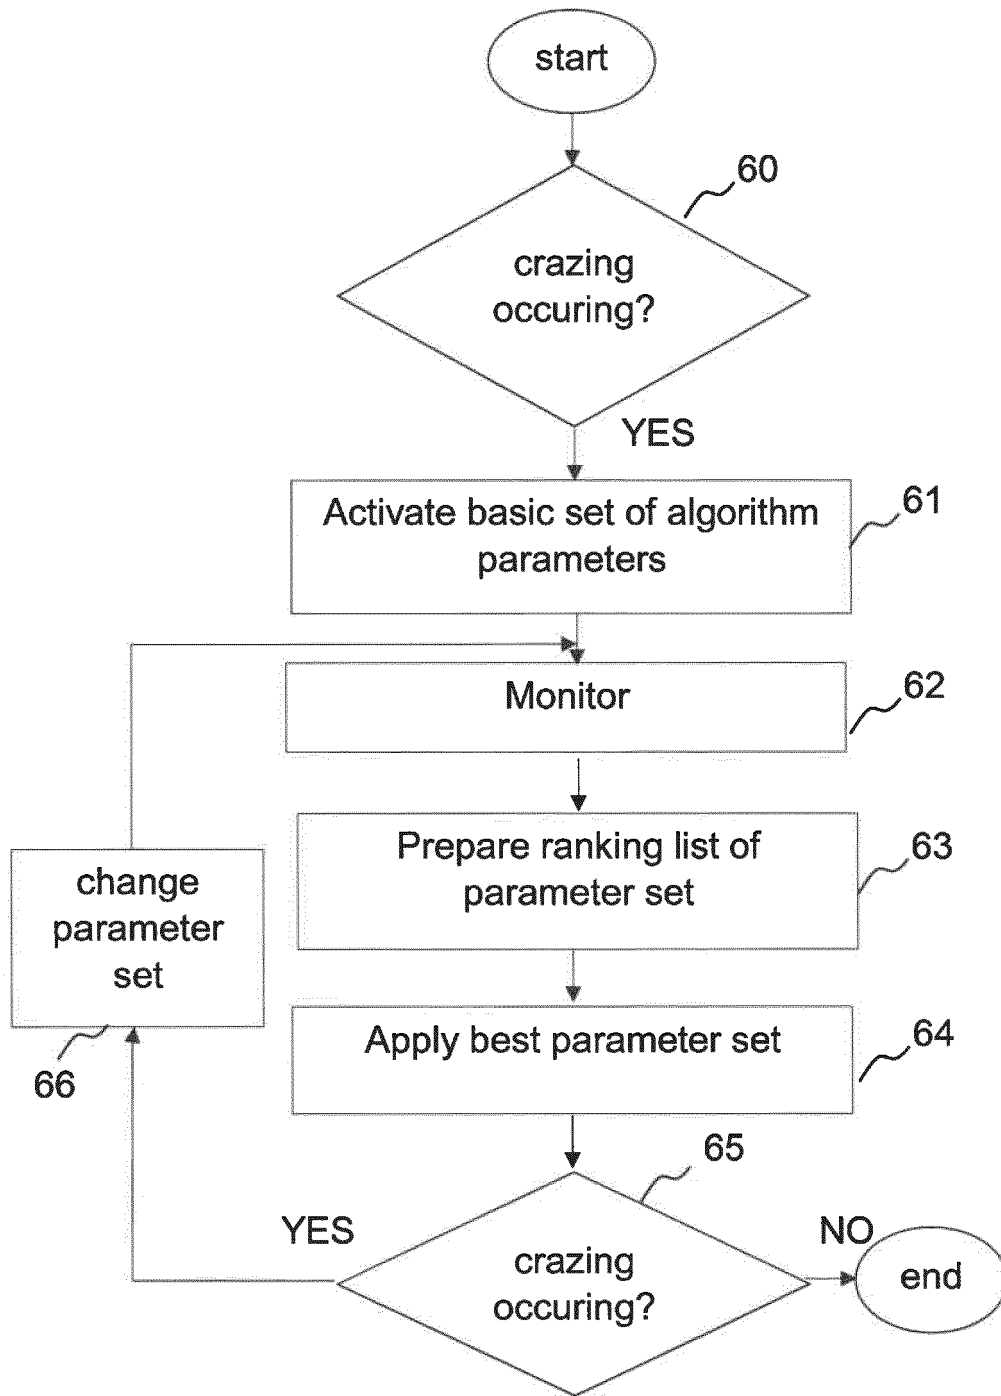 start
60
crazing
occuring?
YES
Activate basic set of algorithm
parameters
61
Monitor
62
Prepare ranking list of
parameter set
63
change
parameter
set
66
Apply best parameter set
64
65
YES
crazing
occuring?
NO
end